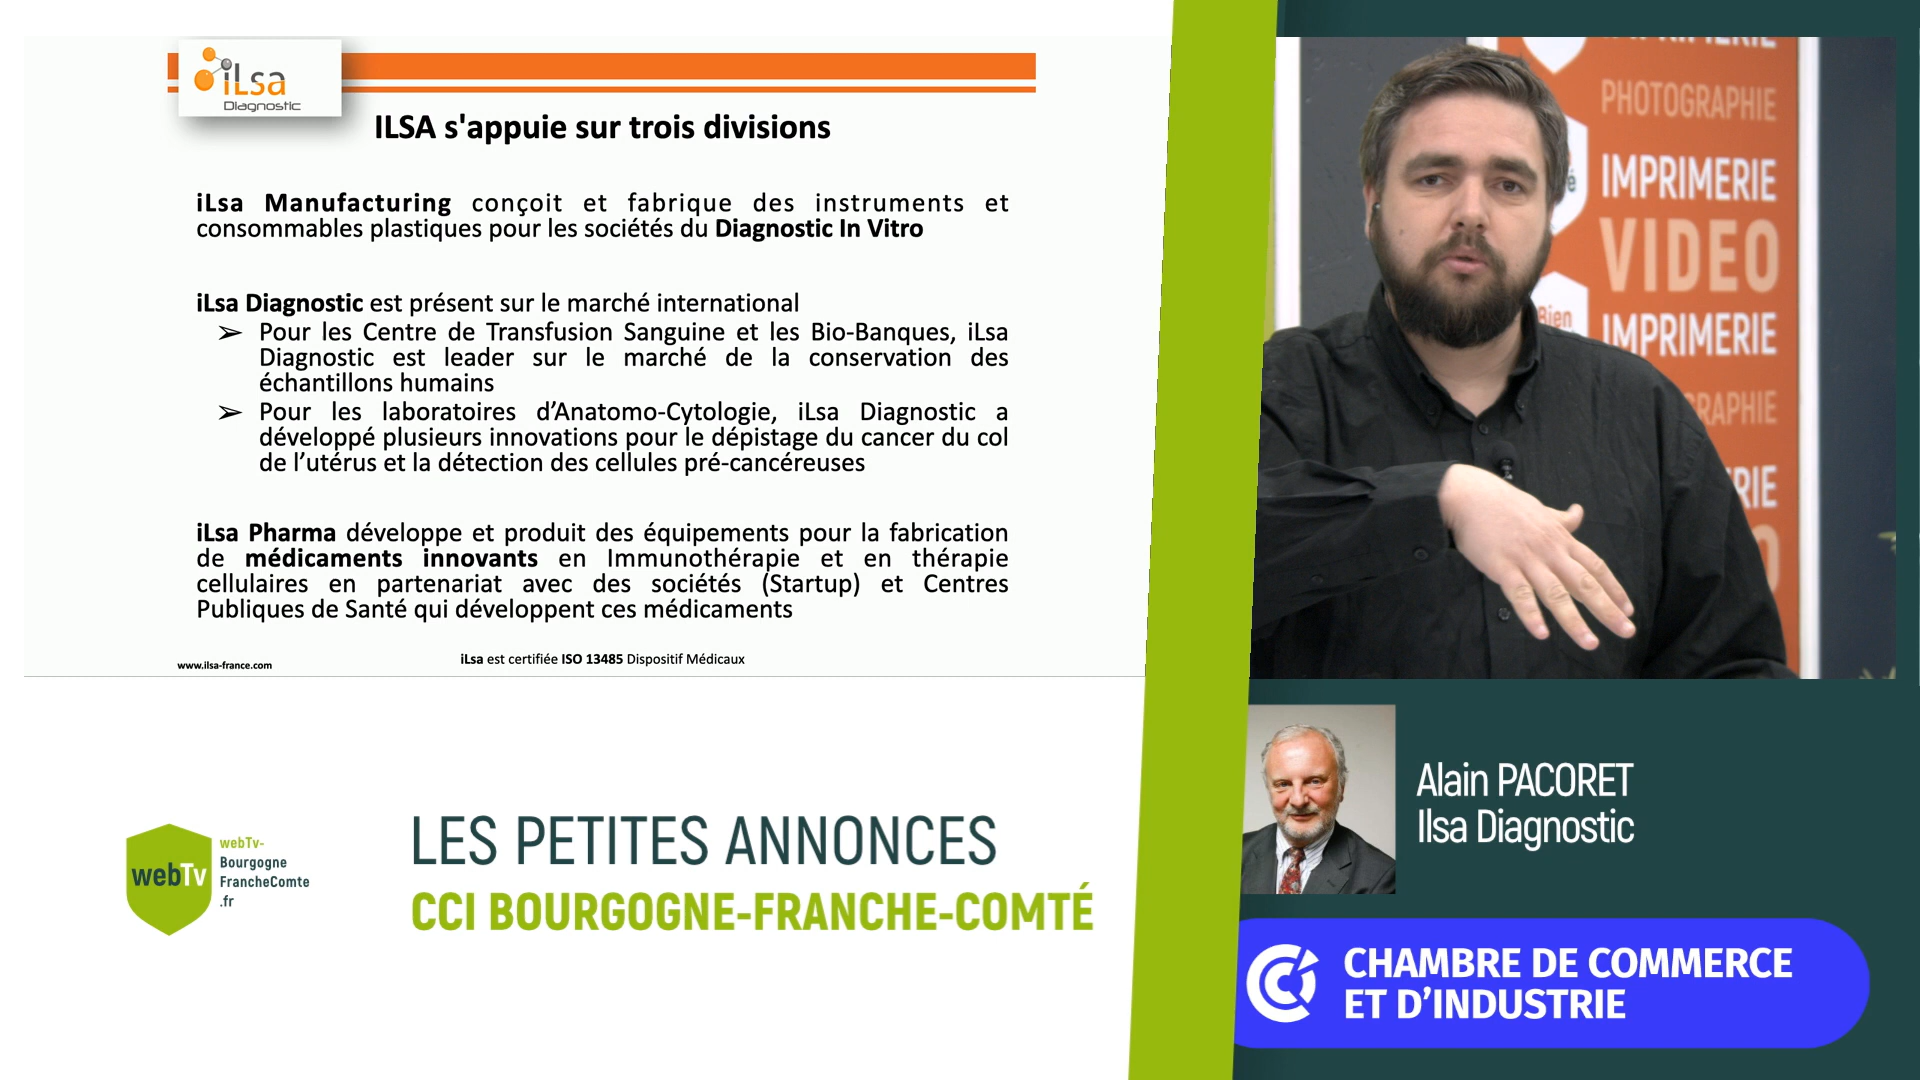 iLsa
Diagnostic
ILSA s'appuie sur trois divisions
iLsa Manufacturing conçoit et fabrique des instruments et
consommables plastiques pour les sociétés du Diagnostic In Vitro
iLsa Diagnostic est présent sur le marché international
➢ Pour les Centre de Transfusion Sanguine et les Bio-Banques, iLsa
Diagnostic est leader sur le marché de la conservation des
échantillons humains
➢ Pour les laboratoires d’Anatomo-Cytologie, iLsa Diagnostic a
développé plusieurs innovations pour le dépistage du cancer du col
de l’utérus et la détection des cellules pré-cancéreuses
iLsa Pharma développe et produit des équipements pour la fabrication
de médicaments innovants en Immunothérapie et en thérapie
cellulaires en partenariat avec des sociétés (Startup) et Centres
Publiques de Santé qui développent ces médicaments
www.ilsa-france.com
iLsa est certifiée ISO 13485 Dispositif Médicaux
PHOTOGRAPHIE
IMPRIMERIE
VIDEO
Bien
IMPRIMERIE
RAPHIE
RIE
O
webTv
webTv-
Bourgogne
FrancheComte
.fr
LES PETITES ANNONCES
CCI BOURGOGNE-FRANCHE-COMTÉ
Alain PACORET
Ilsa Diagnostic
CHAMBRE DE COMMERCE
ET D’INDUSTRIE